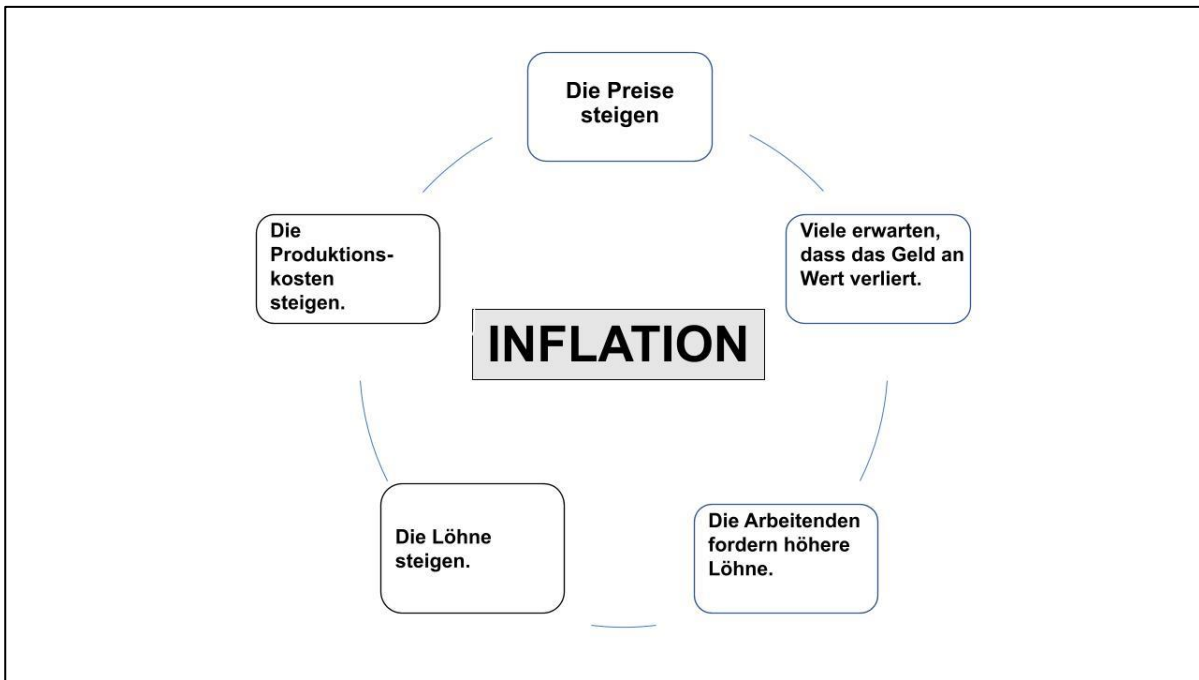 Die Preise
steigen
Viele erwarten,
dass das Geld an
Wert verliert.
Die Arbeitenden
fordern höhere
Löhne.
Die Löhne
steigen.
Die
Produktions-
kosten
steigen.
INFLATION